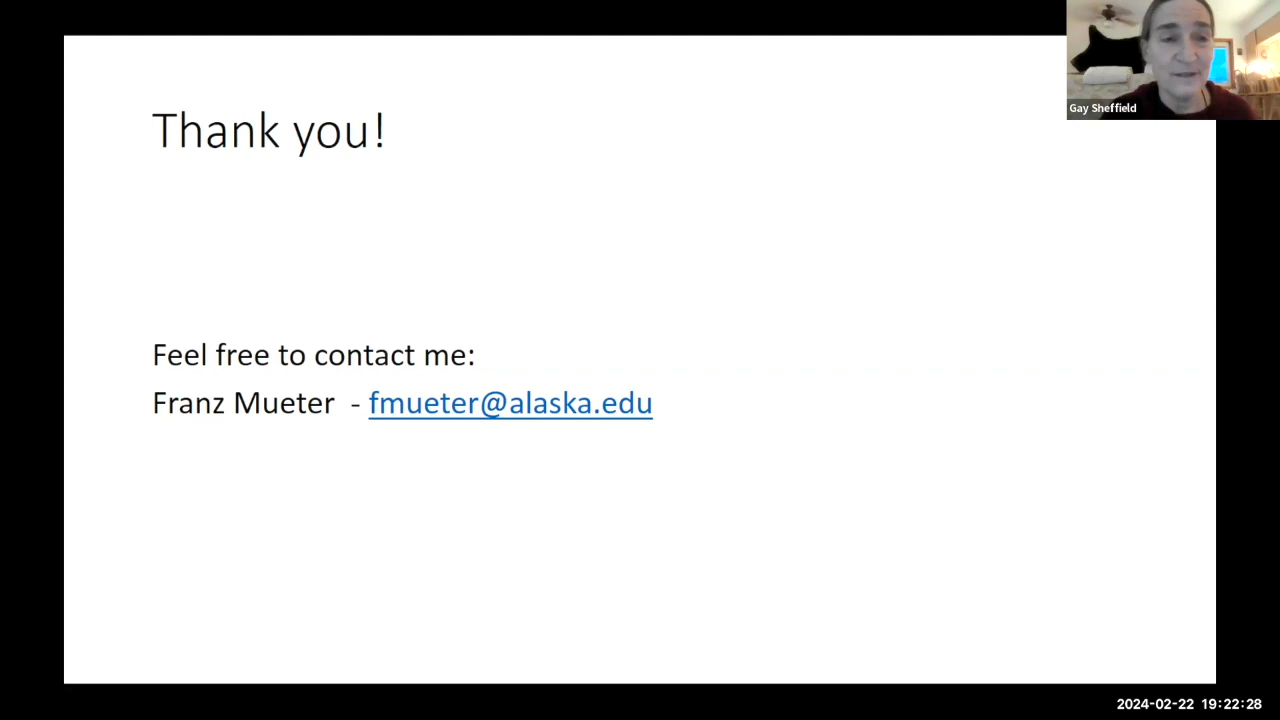 Thank you!
Gay Sheffield
Feel free to contact me:
Franz Mueter - fmueter@alaska.edu
2024-02-22 19:22:28